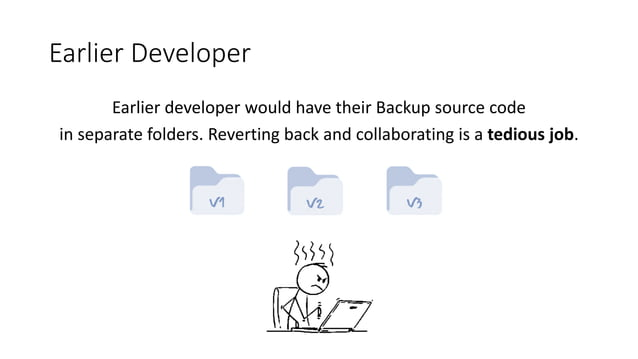 Earlier Developer
Earlier developer would have their Backup source code
in separate folders. Reverting back and collaborating is a tedious job.
V1 V2 V3